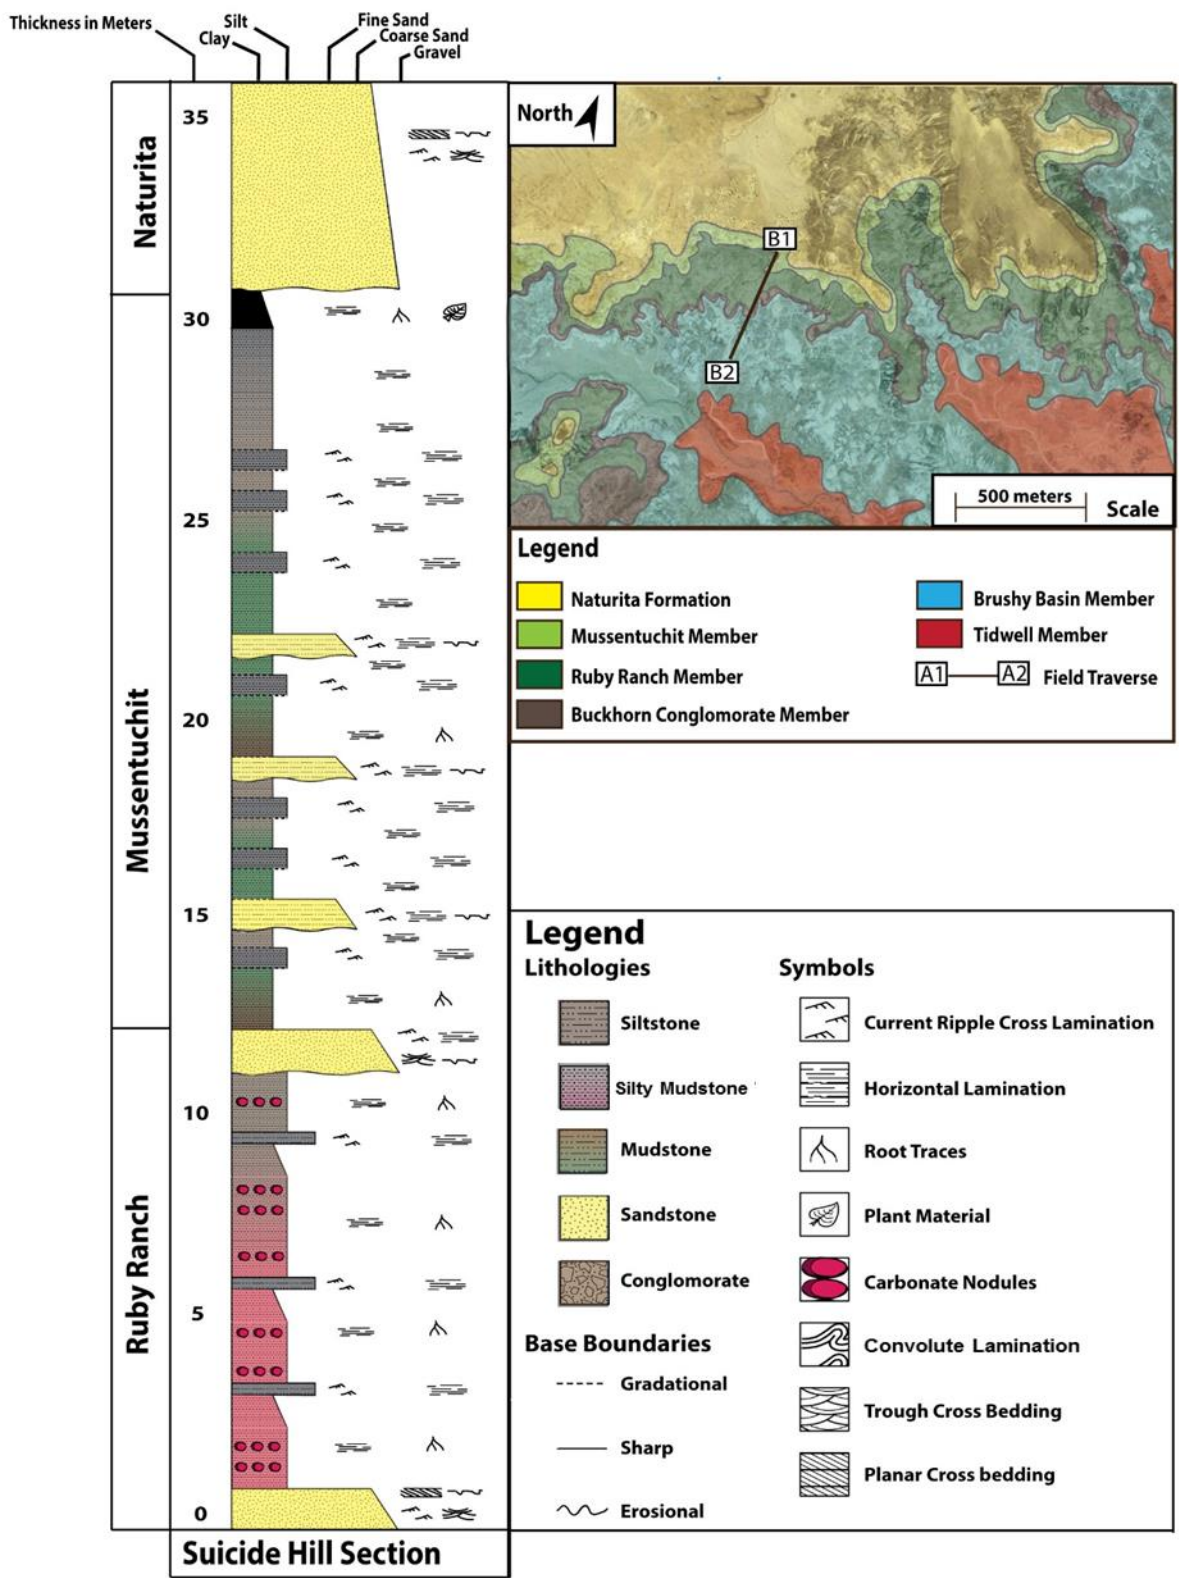 Thickness in Meters
Silt
Clay
Fine Sand
Coarse Sand
Gravel
Naturita
Mussentuchit
Ruby Ranch
35
30
25
20
15
10
5
0
Suicide Hill Section
North
B1
B2
500 meters
Scale
Legend
Naturita Formation
Mussentuchit Member
Ruby Ranch Member
Buckhorn Conglomorate Member
Brushy Basin Member
Tidwell Member
A1
A2
Field Traverse
Legend
Lithologies
Siltstone
Silty Mudstone
Mudstone
Sandstone
Conglomorate
Base Boundaries
Gradational
Sharp
Erosional
Symbols
Current Ripple Cross Lamination
Horizontal Lamination
Root Traces
Plant Material
Carbonate Nodules
Convolute Lamination
Trough Cross Bedding
Planar Cross bedding